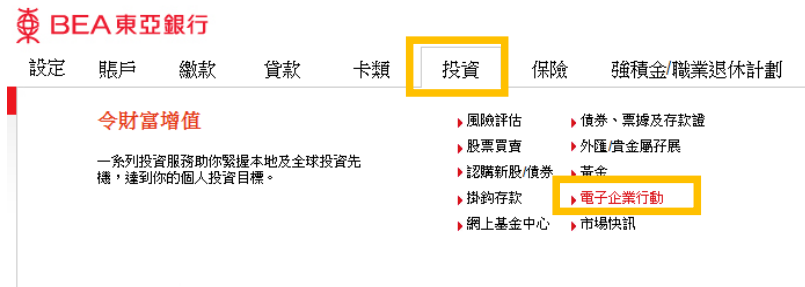 BEA東亞銀行
設定 賬戶 繳款 貸款 卡類 投資 保險 強積金/職業退休計劃
令財富增值
一系列投資服務助你緊握本地及全球投資先
機，達到你的個人投資目標。
風險評估 債券、票據及存款證
股票買賣 外匯/貴金屬孖展
認購新股/債券 黃金
掛鈎存款 電子企業行動
網上基金中心 市場快訊